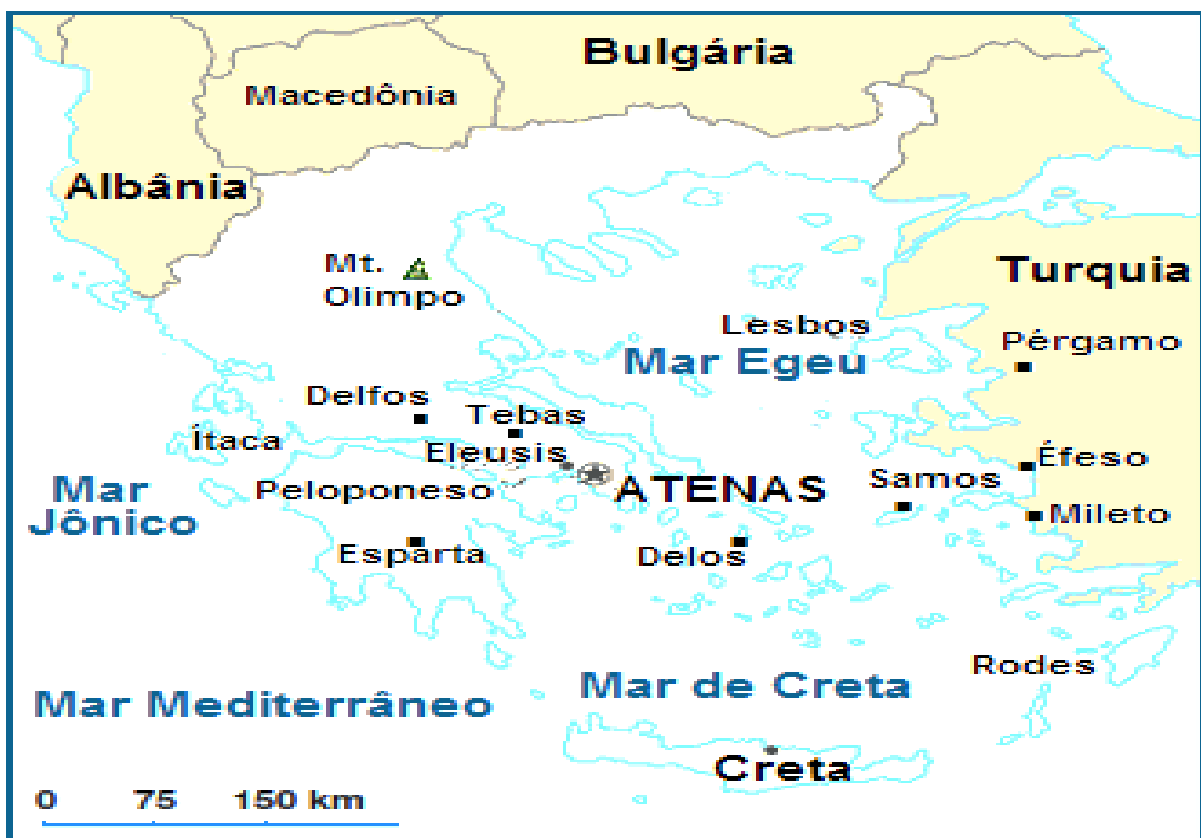 Bulgária
Macedônia
Albânia
Mt.
Olimpo
Turquia
Lesbos
Pérgamo
Mar Egeu
Delfos
Tebas
Ítaca
Eleusis
Éfeso
Samos
Peloponeso
ATENAS
Mar
Jônico
Mileto
Esparta
Delos
Rodes
Mar de Creta
Mar Mediterrâneo
Creta
0 75 150 km